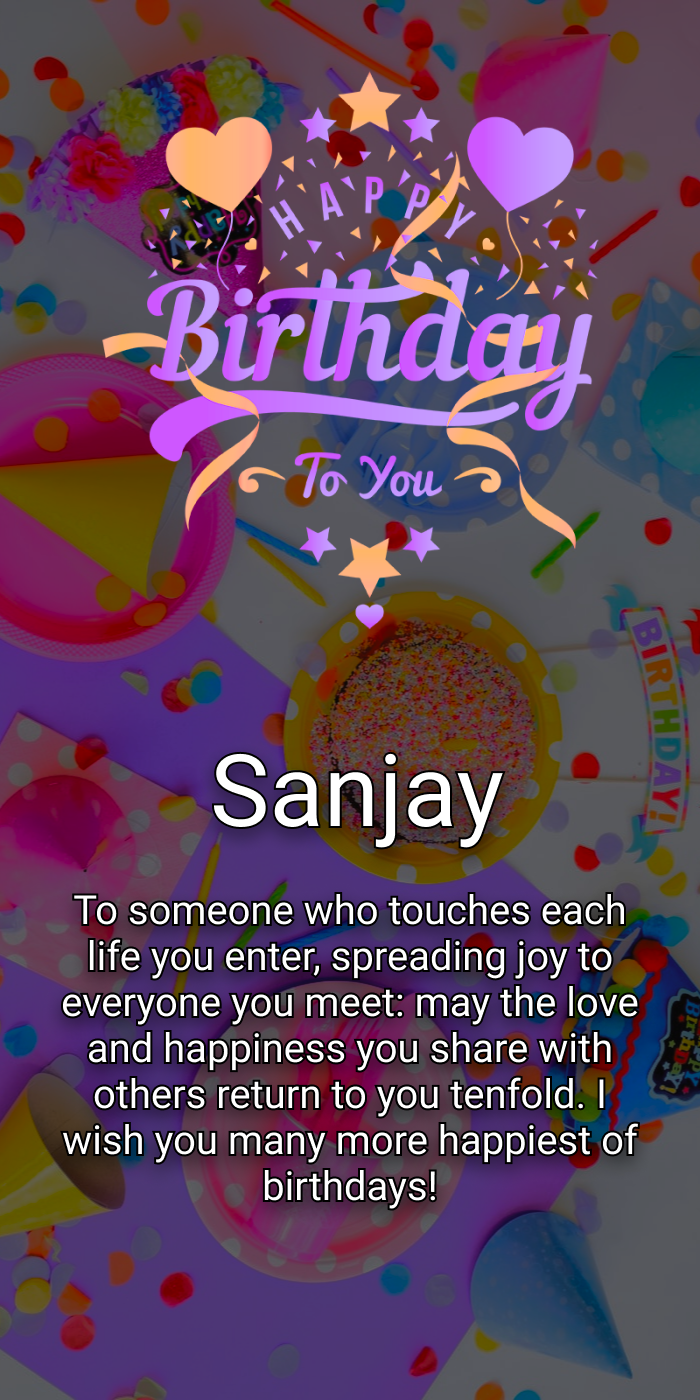 HAPPY
Birthday
To You
BIRTHDAY!
Sanjay
To someone who touches each
life you enter, spreading joy to
everyone you meet: may the love
and happiness you share with
others return to you tenfold. I
wish you many more happiest of
birthdays!